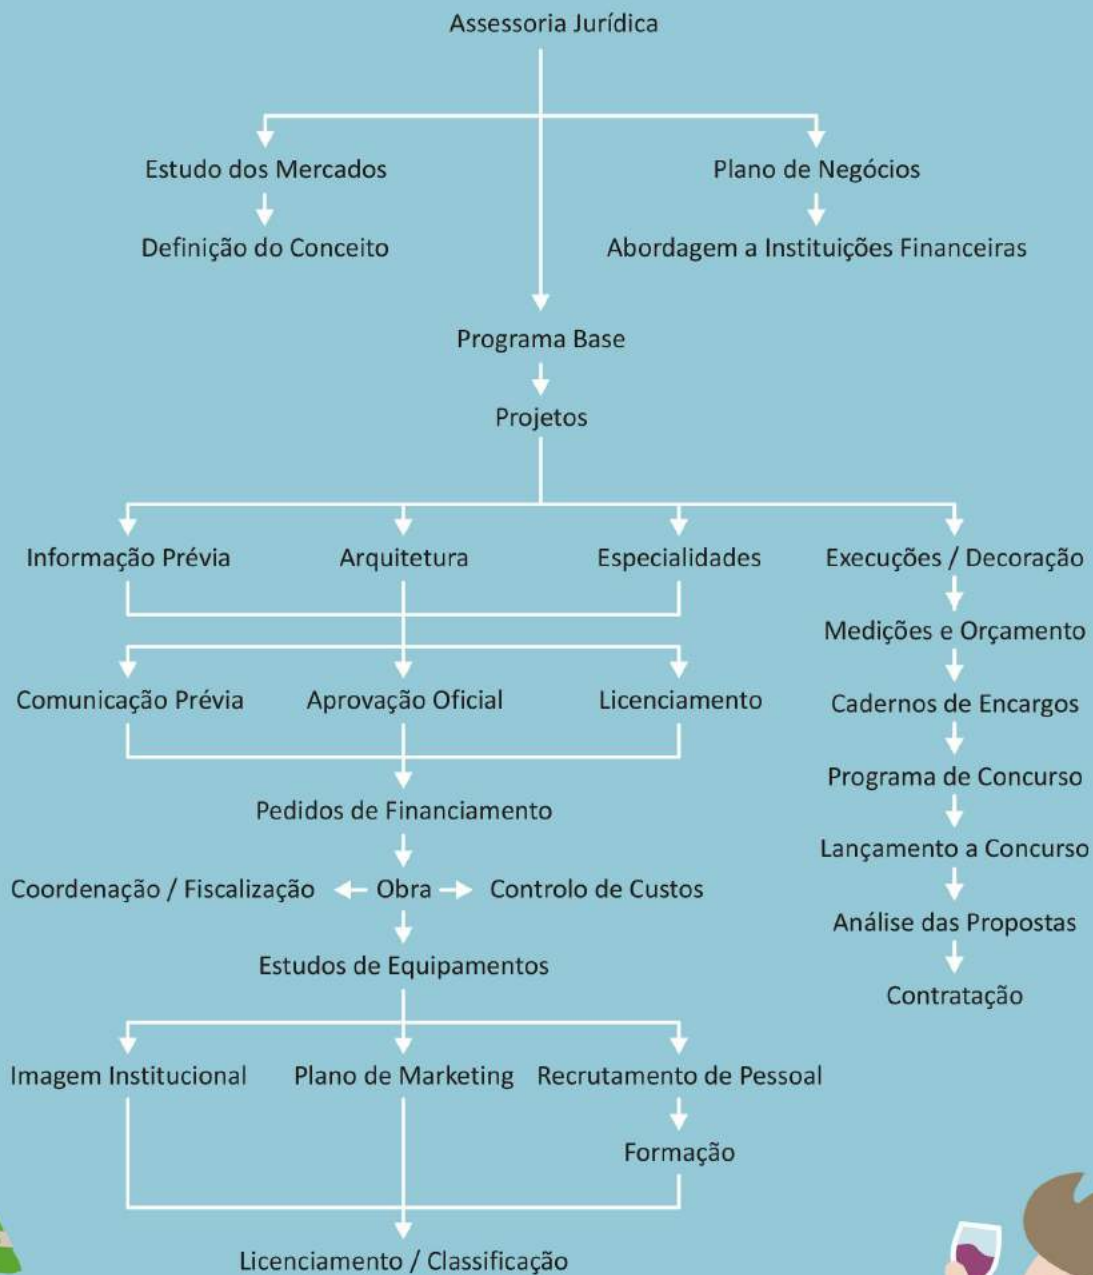 Assessoria Jurídica
Estudo dos Mercados
Plano de Negócios
Definição do Conceito
Abordagem a Instituições Financeiras
Programa Base
Projetos
Informação Prévia
Arquitetura
Especialidades
Execuções / Decoração
Medições e Orçamento
Comunicação Prévia
Aprovação Oficial
Licenciamento
Cadernos de Encargos
Programa de Concurso
Pedidos de Financiamento
Lançamento a Concurso
Coordenação / Fiscalização
Obra
Controlo de Custos
Análise das Propostas
Estudos de Equipamentos
Contratação
Imagem Institucional
Plano de Marketing
Recrutamento de Pessoal
Formação
Licenciamento / Classificação